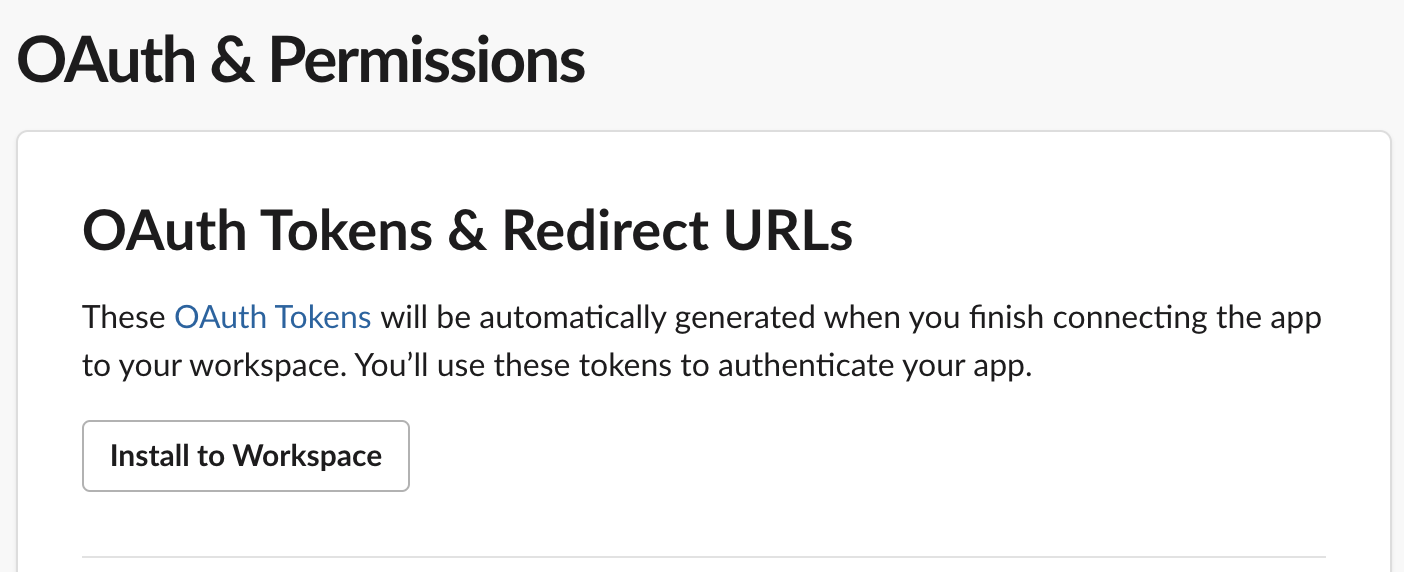 OAuth & Permissions
OAuth Tokens & Redirect URLs
These OAuth Tokens will be automatically generated when you finish connecting the app
to your workspace. You’ll use these tokens to authenticate your app.
Install to Workspace